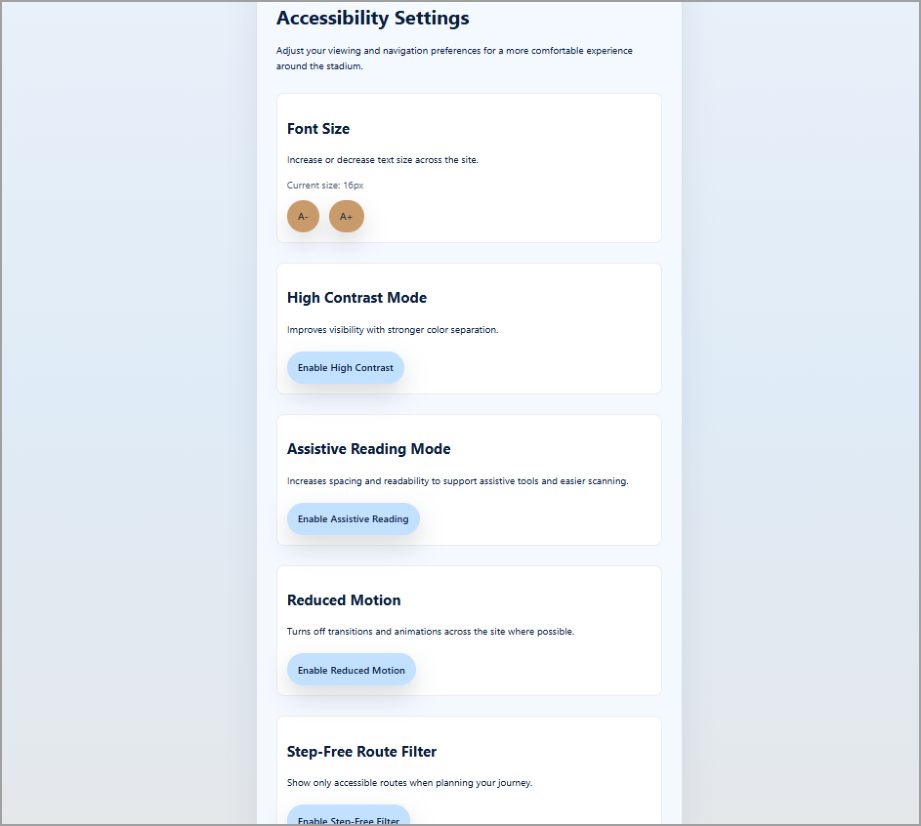 Accessibility Settings
Adjust your viewing and navigation preferences for a more comfortable experience
around the stadium.
Font Size
Increase or decrease text size across the site.
Current size: 16px
A- A+
High Contrast Mode
Improves visibility with stronger color separation.
Enable High Contrast
Assistive Reading Mode
Increases spacing and readability to support assistive tools and easier scanning.
Enable Assistive Reading
Reduced Motion
Turns off transitions and animations across the site where possible.
Enable Reduced Motion
Step-Free Route Filter
Show only accessible routes when planning your journey.
Enable Step-Free Filter